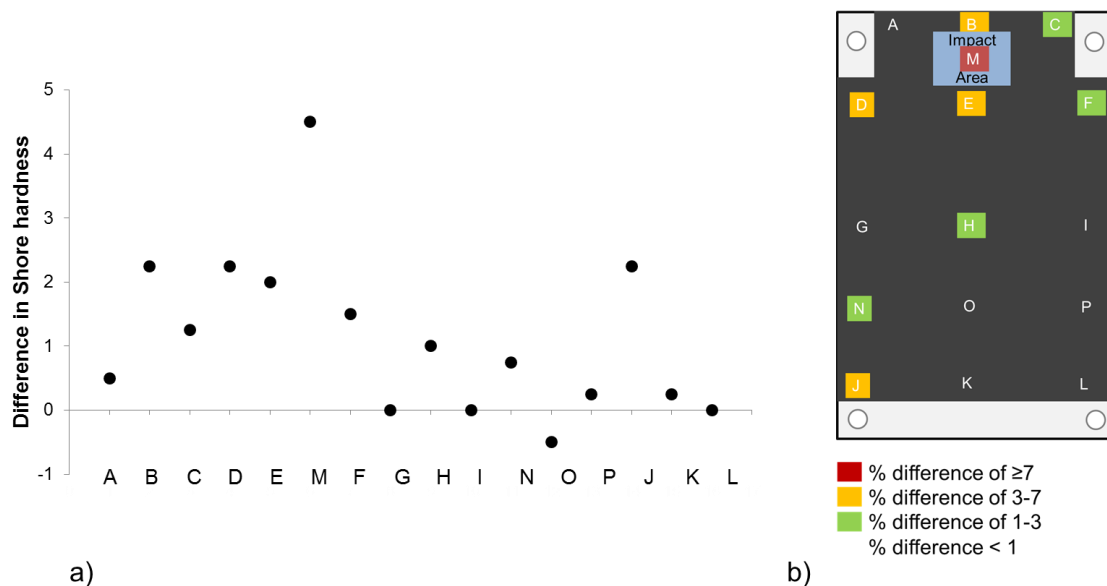 Difference in Shore hardness
5
4
3
2
1
0
-1
A B C D E M F G H I N O P J K L
a)
A B C
Impact
M
Area
D E F
G H I
N O P
J K L
% difference of ≥7
% difference of 3-7
% difference of 1-3
% difference < 1
b)